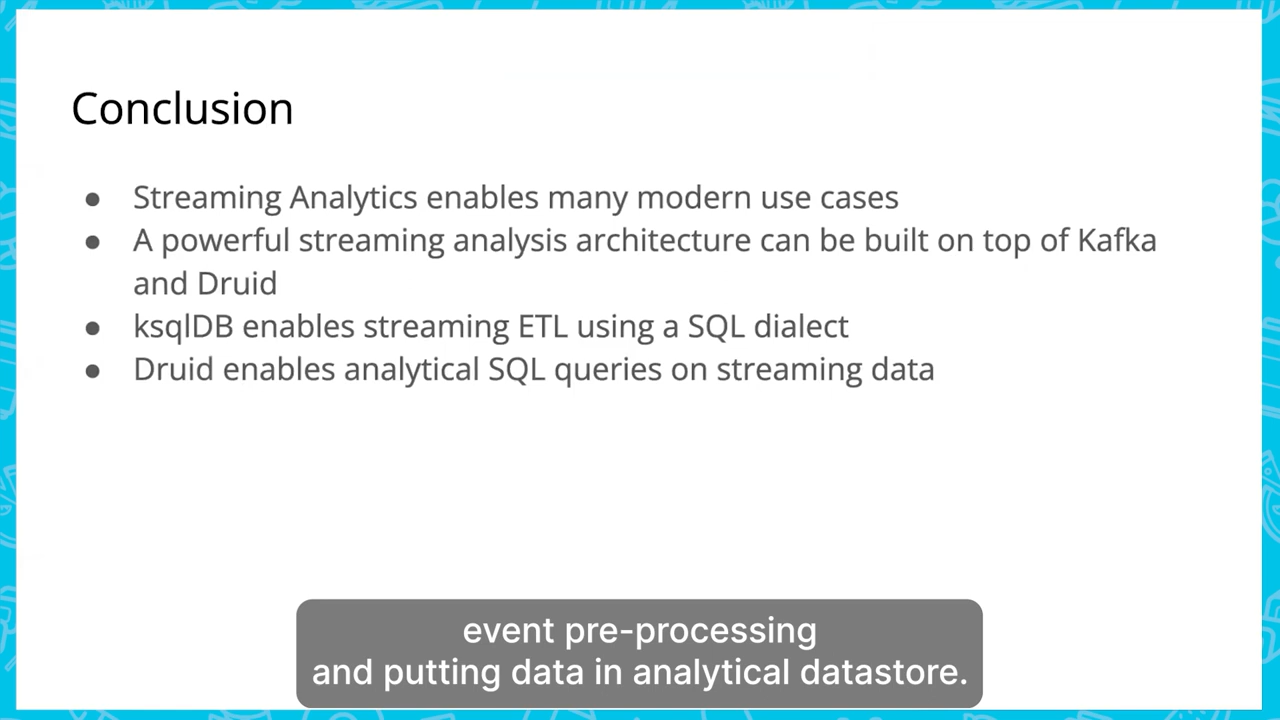 Conclusion
● Streaming Analytics enables many modern use cases
● A powerful streaming analysis architecture can be built on top of Kafka
and Druid
● ksqlDB enables streaming ETL using a SQL dialect
● Druid enables analytical SQL queries on streaming data
event pre-processing
and putting data in analytical datastore.